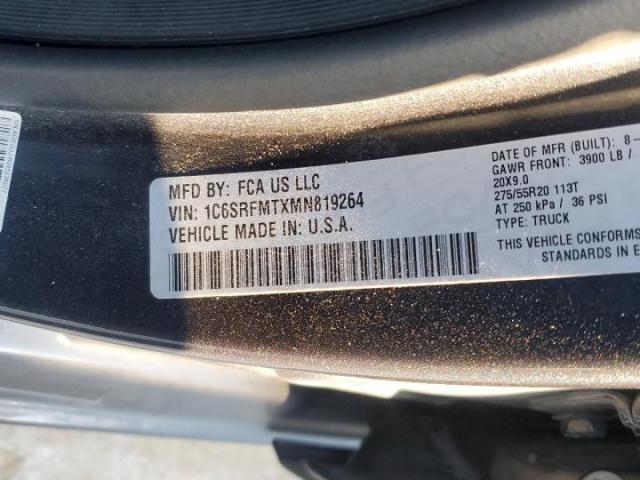 MFD BY: FCA US LLC
VIN: 1C6SRFMTXMN819264
VEHICLE MADE IN: U.S.A.
DATE OF MFR (BUILT): 8-
GAWR FRONT: 3900 LB /
20X9.0
275/55R20 113T
AT 250 kPa / 36 PSI
TYPE: TRUCK
THIS VEHICLE CONFORMS
STANDARDS IN E